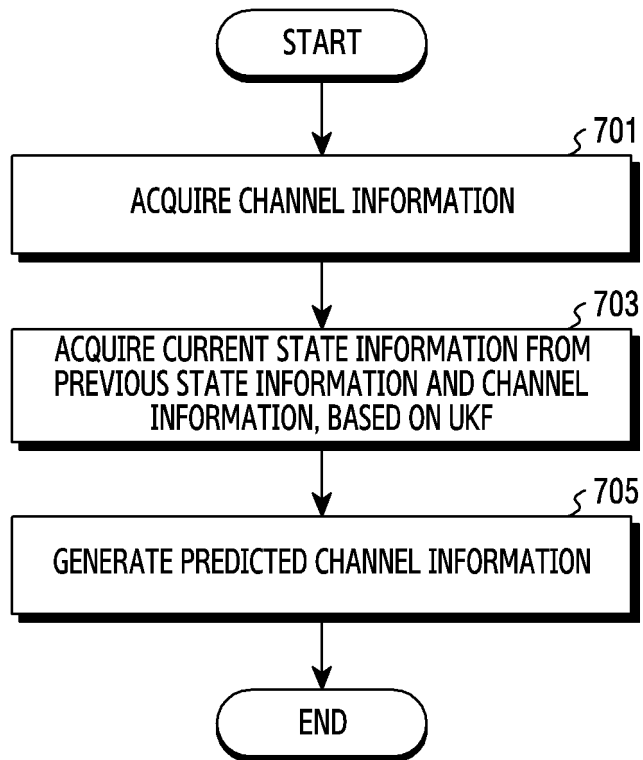 START
701
ACQUIRE CHANNEL INFORMATION
703
ACQUIRE CURRENT STATE INFORMATION FROM
PREVIOUS STATE INFORMATION AND CHANNEL
INFORMATION, BASED ON UKF
705
GENERATE PREDICTED CHANNEL INFORMATION
END